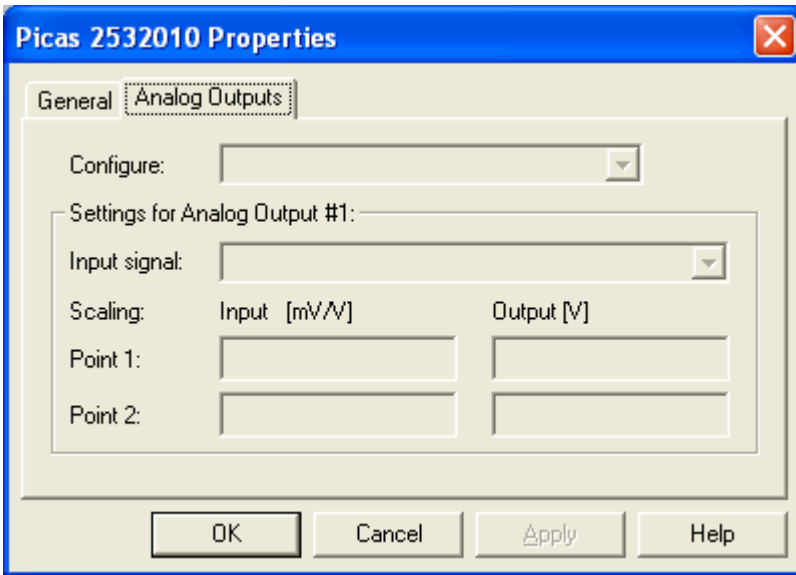 Picas 2532010 Properties
General Analog Outputs
Configure:
Settings for Analog Output #1:
Input signal:
Scaling: Input [mV/V] Output [V]
Point 1:
Point 2:
OK Cancel Apply Help